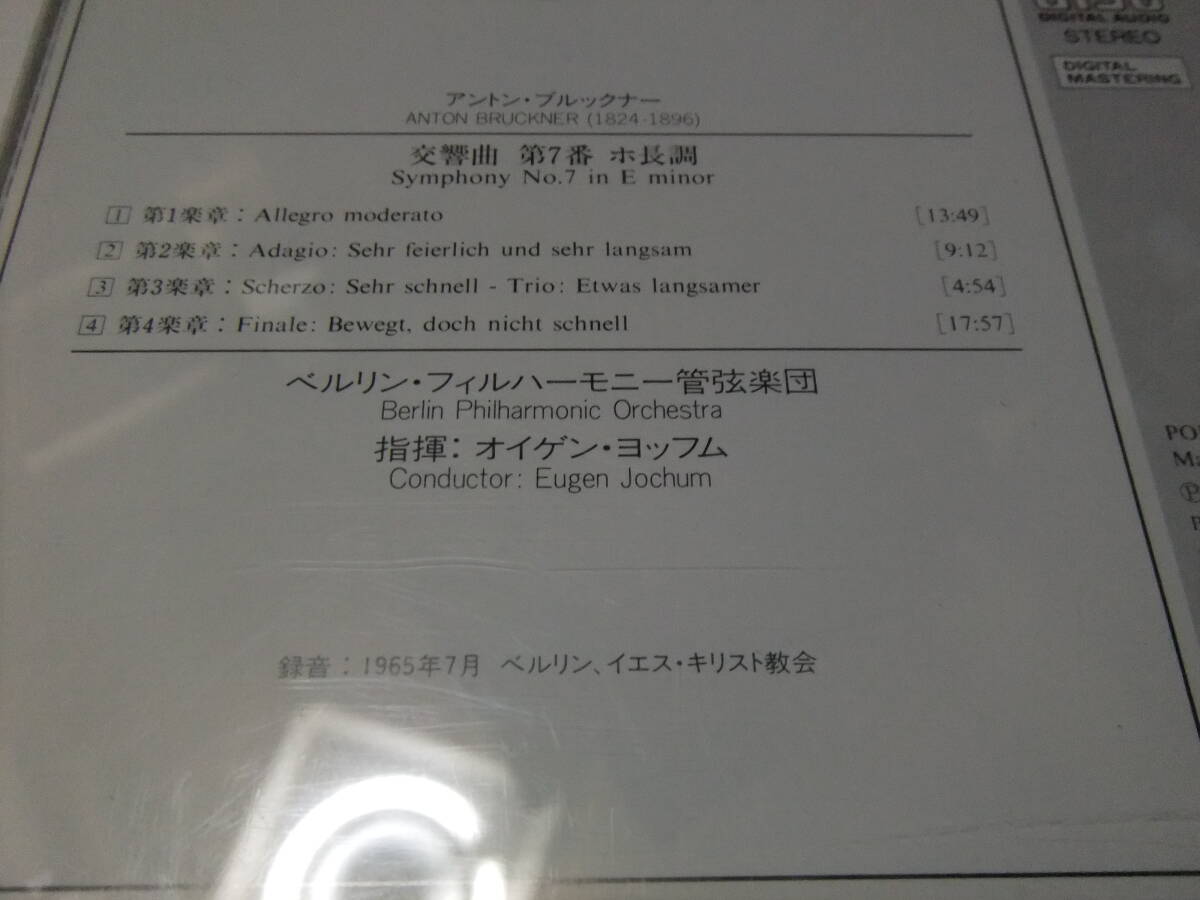 DIGITAL AUDIO
STEREO
DIGITAL
MASTERING
アントン・ブルックナー
ANTON BRUCKNER (1824-1896)
交響曲 第7番 ホ長調
Symphony No.7 in E minor
1 第1楽章: Allegro moderato [13:49]
2 第2楽章: Adagio: Sehr feierlich und sehr langsam [9:12]
3 第3楽章: Scherzo: Sehr schnell - Trio: Etwas langsamer [4:54]
4 第4楽章: Finale: Bewegt, doch nicht schnell [17:57]
ベルリン・フィルハーモニー管弦楽団
Berlin Philharmonic Orchestra
指揮: オイゲン・ヨッフム
Conductor: Eugen Jochum
録音: 1965年7月 ベルリン、イエス・キリスト教会
℗